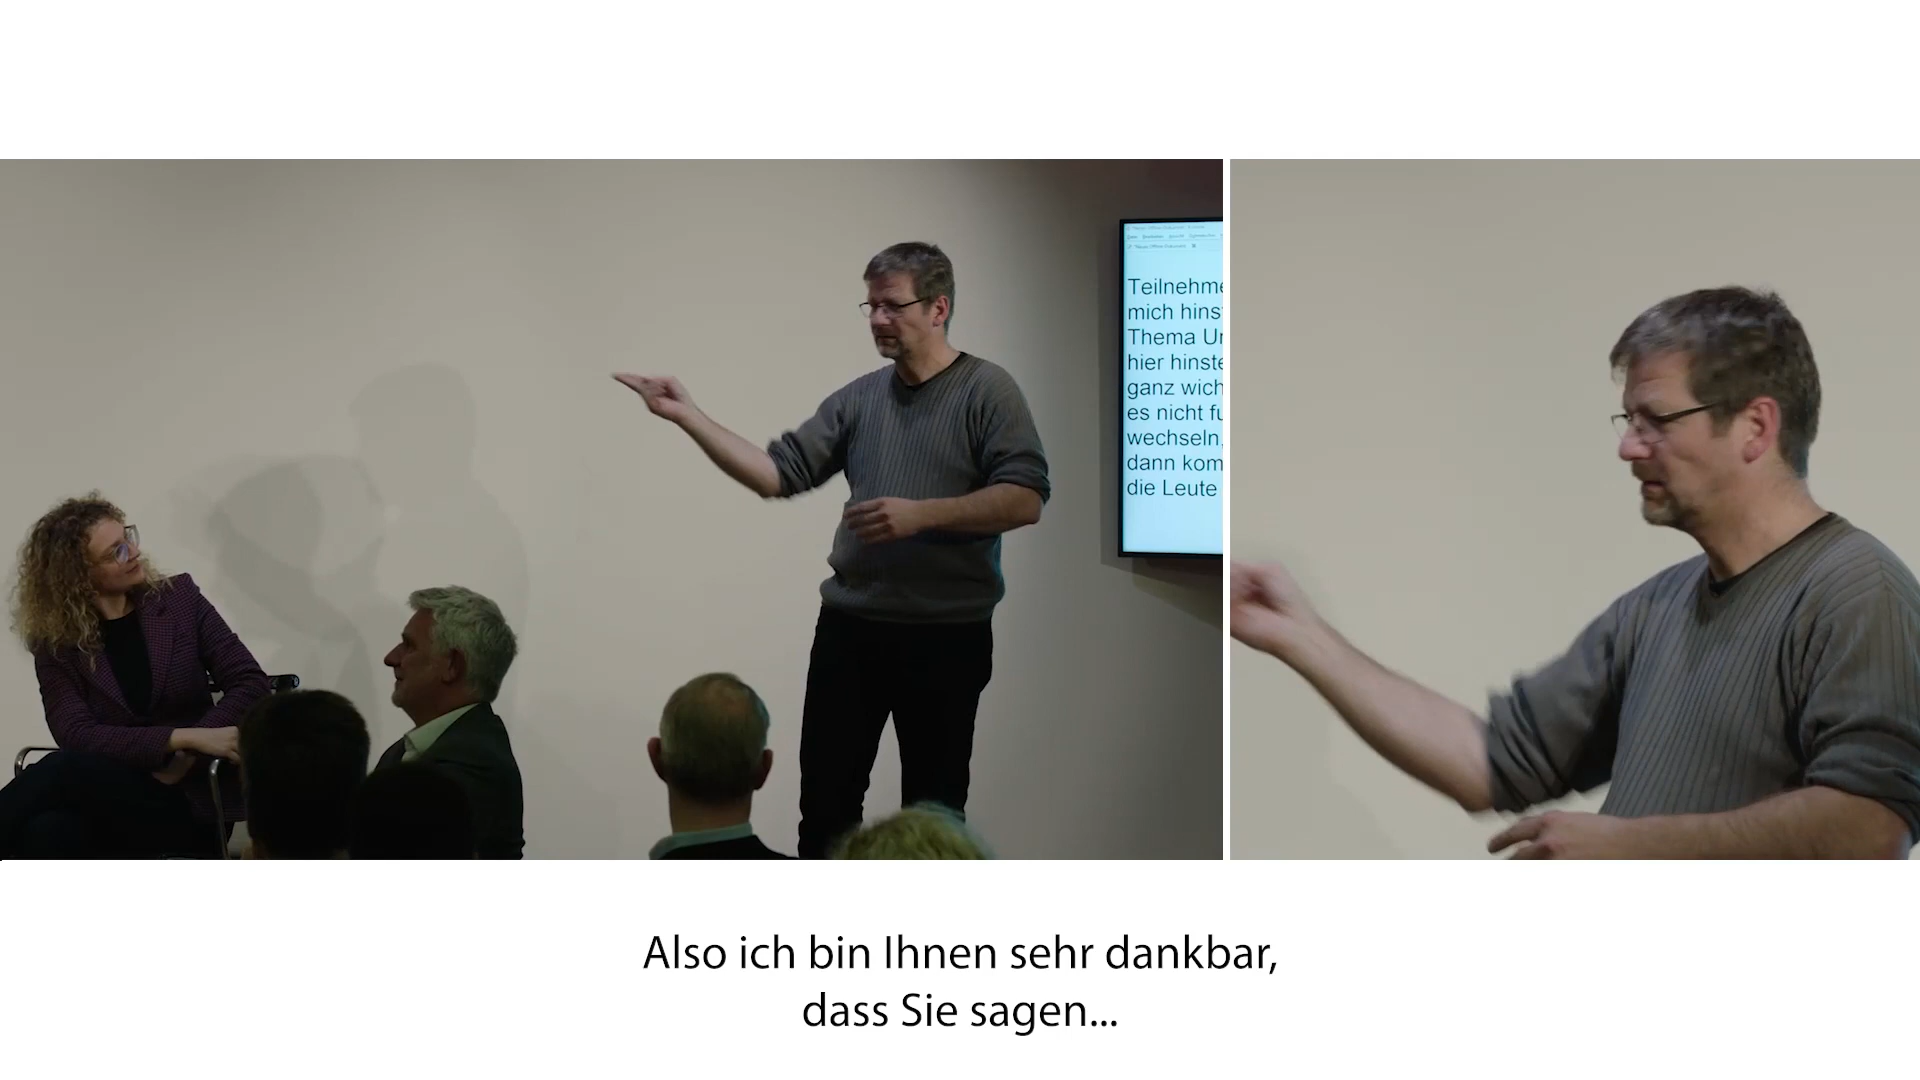 Teilnehme
mich hins
Thema Un
hier hinste
ganz wich
es nicht fu
wechseln,
dann kom
die Leute
Also ich bin Ihnen sehr dankbar,
dass Sie sagen...